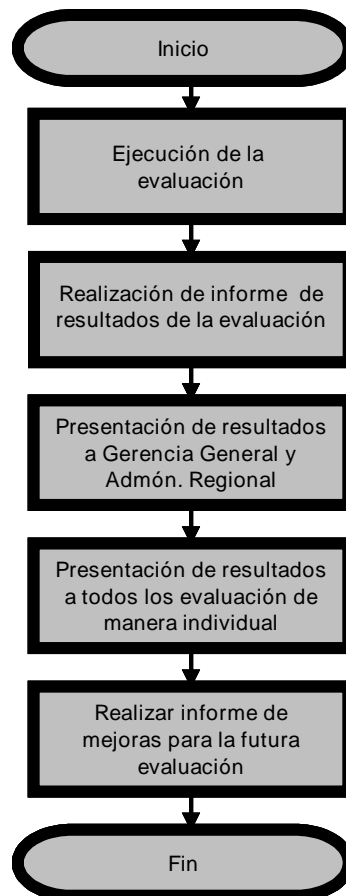 Inicio
Ejecución de la
evaluación
Realización de informe de
resultados de la evaluación
Presentación de resultados
a Gerencia General y
Admón. Regional
Presentación de resultados
a todos los evaluación de
manera individual
Realizar informe de
mejoras para la futura
evaluación
Fin